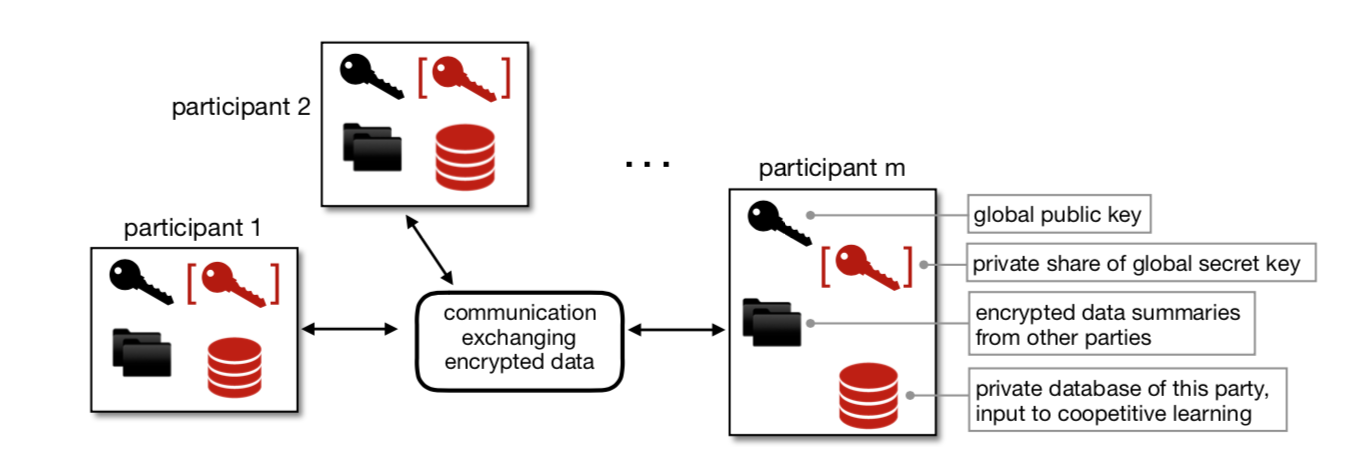 participant 2
participant 1
. . .
participant m
communication
exchanging
encrypted data
global public key
private share of global secret key
encrypted data summaries
from other parties
private database of this party,
input to coopetitive learning